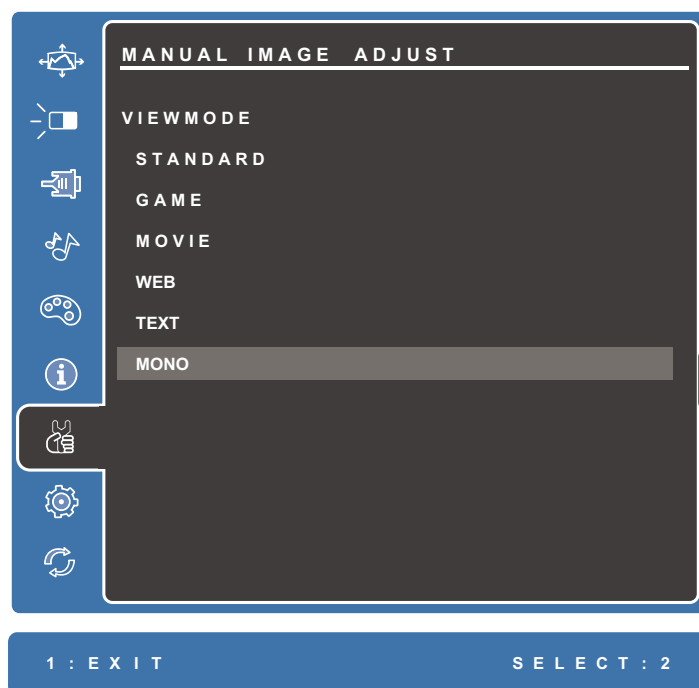 MANUAL IMAGE ADJUST
VIEWMODE
STANDARD
GAME
MOVIE
WEB
TEXT
MONO
1:EXIT SELECT:2